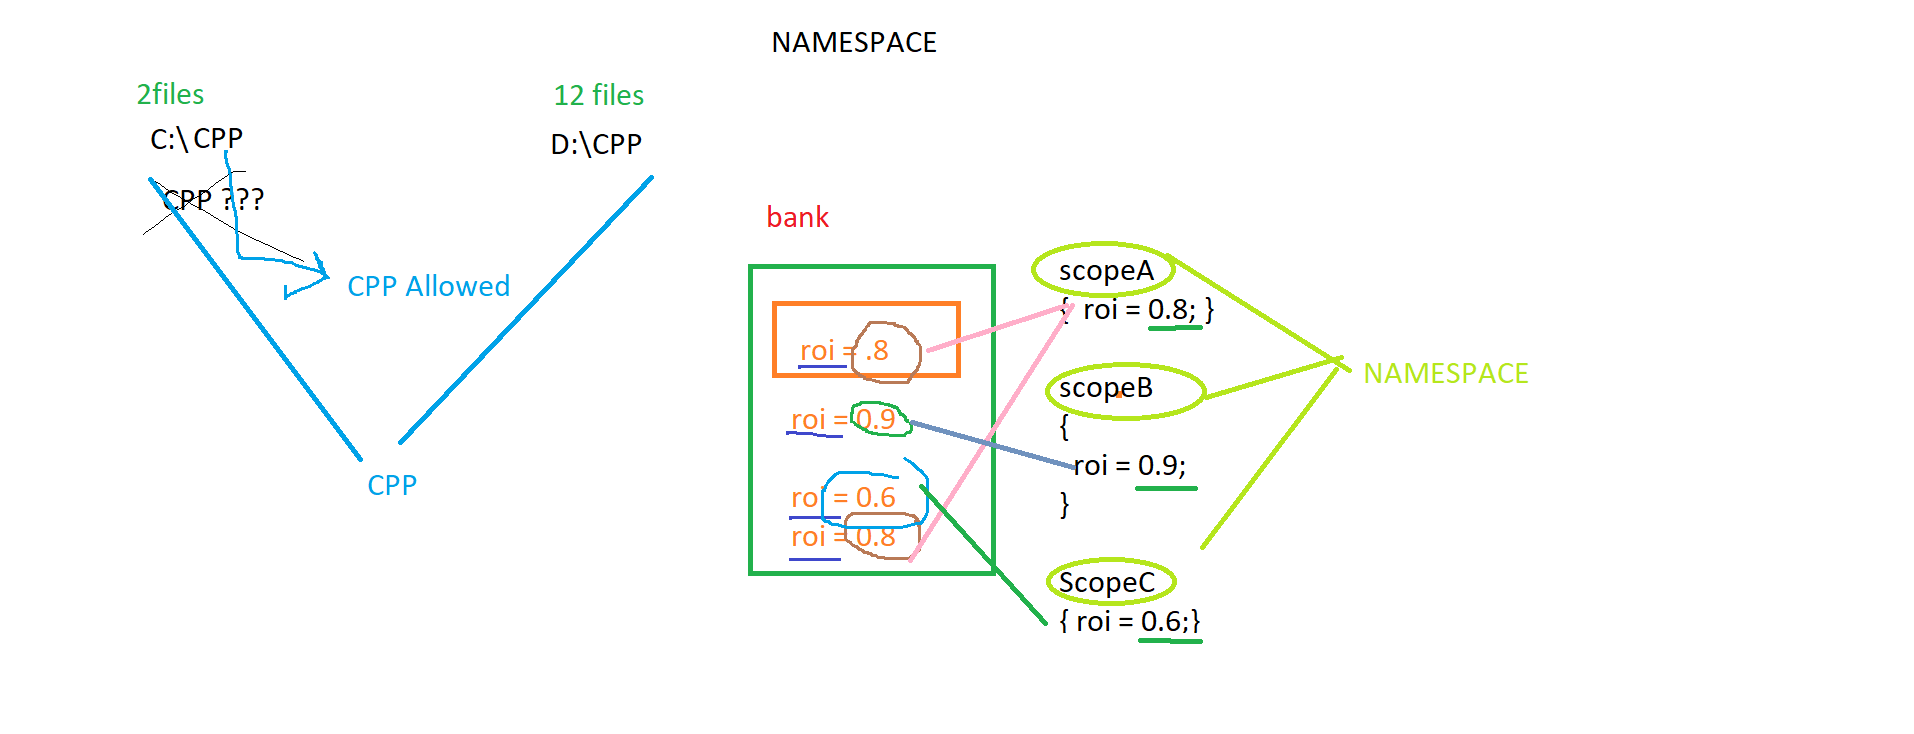 NAMESPACE
2files
C:\ CPP
CPP ???
CPP Allowed
12 files
D:\CPP
CPP
bank
roi = .8
roi = 0.9
roi = 0.6
roi = 0.8
scopeA
{ roi = 0.8; }
scopeB
{
roi = 0.9;
}
ScopeC
{ roi = 0.6;}
NAMESPACE